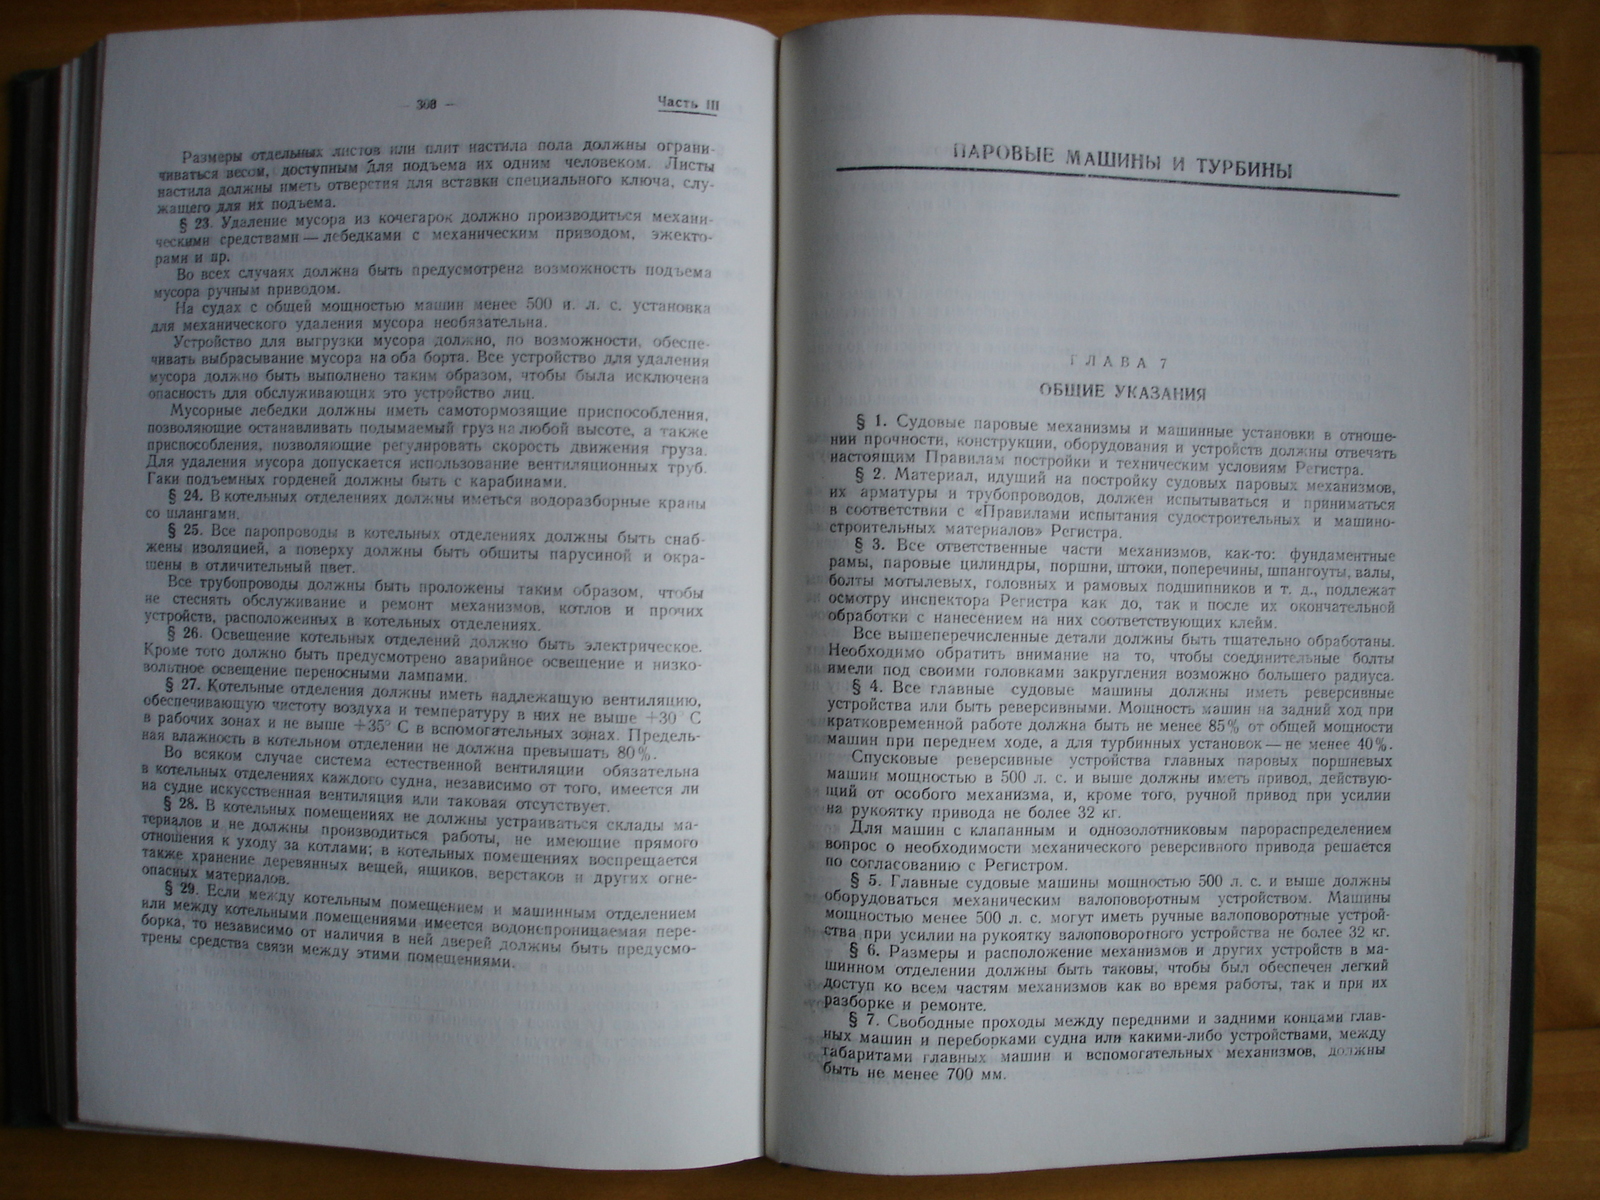 Часть III
Размеры отдельных листов или плит настила пола должны ограни-
чиваться весом, доступным для подъема их одним человеком. Листы
настила должны иметь отверстия для вставки специального ключа, слу-
жащего для их подъема.
§ 23. Удаление мусора из кочегарок должно производиться механи-
ческими средствами — лебедками с механическим приводом, эжекто-
рами и пр.
Во всех случаях должна быть предусмотрена возможность подъема
мусора ручным приводом.
На судах с общей мощностью машин менее 500 и. л. с. установка
для механического удаления мусора необязательна.
Устройство для выгрузки мусора должно, по возможности, обеспе-
чивать выбрасывание мусора на оба борта. Все устройство для удаления
мусора должно быть выполнено таким образом, чтобы была исключена
опасность для обслуживающих это устройство лиц.
Мусорные лебедки должны иметь самотормозящие приспособления,
позволяющие останавливать подымаемый груз на любой высоте, а также
приспособления, позволяющие регулировать скорость движения груза.
Для удаления мусора допускается использование вентиляционных труб.
Гаки подъемных горденей должны быть с карабинами.
§ 24. В котельных отделениях должны иметься водоразборные краны
со шлангами.
§ 25. Все паропроводы в котельных отделениях должны быть снаб-
жены изоляцией, а поверху должны быть обшиты парусиной и окра-
шены в отличительный цвет.
Все трубопроводы должны быть проложены таким образом, чтобы
не стеснять обслуживание и ремонт механизмов, котлов и прочих
устройств, расположенных в котельных отделениях.
§ 26. Освещение котельных отделений должно быть электрическое.
Кроме того должно быть предусмотрено аварийное освещение и низко-
вольтное освещение переносными лампами.
§ 27. Котельные отделения должны иметь надлежащую вентиляцию,
обеспечивающую чистоту воздуха и температуру в них не выше +30° С
в рабочих зонах и не выше +35° С в вспомогательных зонах. Предель-
ная влажность в котельном отделении не должна превышать 80%.
Во всяком случае система естественной вентиляции обязательна
в котельных отделениях каждого судна, независимо от того, имеется ли
на судне искусственная вентиляция или таковая отсутствует.
§ 28. В котельных помещениях не должны устраиваться склады ма-
териалов и не должны производиться работы, не имеющие прямого
отношения к уходу за котлами; в котельных помещениях воспрещается
также хранение деревянных вещей, ящиков, верстаков и других огне-
опасных материалов.
§ 29. Если между котельным помещением и машинным отделением
или между котельными помещениями имеется водонепроницаемая пере-
борка, то независимо от наличия в ней дверей должны быть предусмо-
трены средства связи между этими помещениями.
ПАРОВЫЕ МАШИНЫ И ТУРБИНЫ
ГЛАВА 7
ОБЩИЕ УКАЗАНИЯ
§ 1. Судовые паровые механизмы и машинные установки в отноше-
нии прочности, конструкции, оборудования и устройств должны отвечать
настоящим Правилам постройки и техническим условиям Регистра.
§ 2. Материал, идущий на постройку судовых паровых механизмов,
их арматуры и трубопроводов, должен испытываться и приниматься
в соответствии с «Правилами испытания судостроительных и машино-
строительных материалов» Регистра.
§ 3. Все ответственные части механизмов, как-то: фундаментные
рамы, паровые цилиндры, поршни, штоки, поперечины, шпангоуты, валы,
болты мотылевых, головных и рамовых подшипников и т. д., подлежат
осмотру инспектора Регистра как до, так и после их окончательной
обработки с нанесением на них соответствующих клейм.
Все вышеперечисленные детали должны быть тщательно обработаны.
Необходимо обратить внимание на то, чтобы соединительные болты
имели под своими головками закругления возможно большего радиуса.
§ 4. Все главные судовые машины должны иметь реверсивные
устройства или быть реверсивными. Мощность машин на задний ход при
кратковременной работе должна быть не менее 85% от общей мощности
машин при переднем ходе, а для турбинных установок — не менее 40%.
Спусковые реверсивные устройства главных паровых поршневых
машин мощностью в 500 л. с. и выше должны иметь привод, действую-
щий от особого механизма, и, кроме того, ручной привод при усилии
на рукоятку привода не более 32 кг.
Для машин с клапанным и однозолотниковым парораспределением
вопрос о необходимости механического реверсивного привода решается
по согласованию с Регистром.
§ 5. Главные судовые машины мощностью 500 л. с. и выше должны
оборудоваться механическим валоповоротным устройством. Машины
мощностью менее 500 л. с. могут иметь ручные валоповоротные устрой-
ства при усилии на рукоятку валоповоротного устройства не более 32 кг.
§ 6. Размеры и расположение механизмов и других устройств в ма-
шинном отделении должны быть таковы, чтобы был обеспечен легкий
доступ ко всем частям механизмов как во время работы, так и при их
разборке и ремонте.
§ 7. Свободные проходы между передними и задними концами глав-
ных машин и переборками судна или какими-либо устройствами, между
габаритами главных машин и вспомогательных механизмов, должны
быть не менее 700 мм.